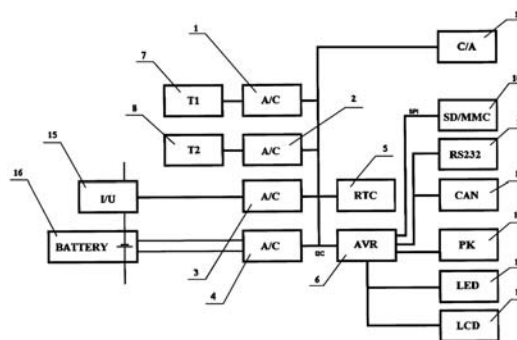 1
7
T1
A/C
C/A
8
2
T2
A/C
SPI
SD/MMC
15
5
RS232
I/U
A/C
RTC
CAN
16
BATTERY
3
A/C
I2C
AVR
PK
4
6
LED
LCD